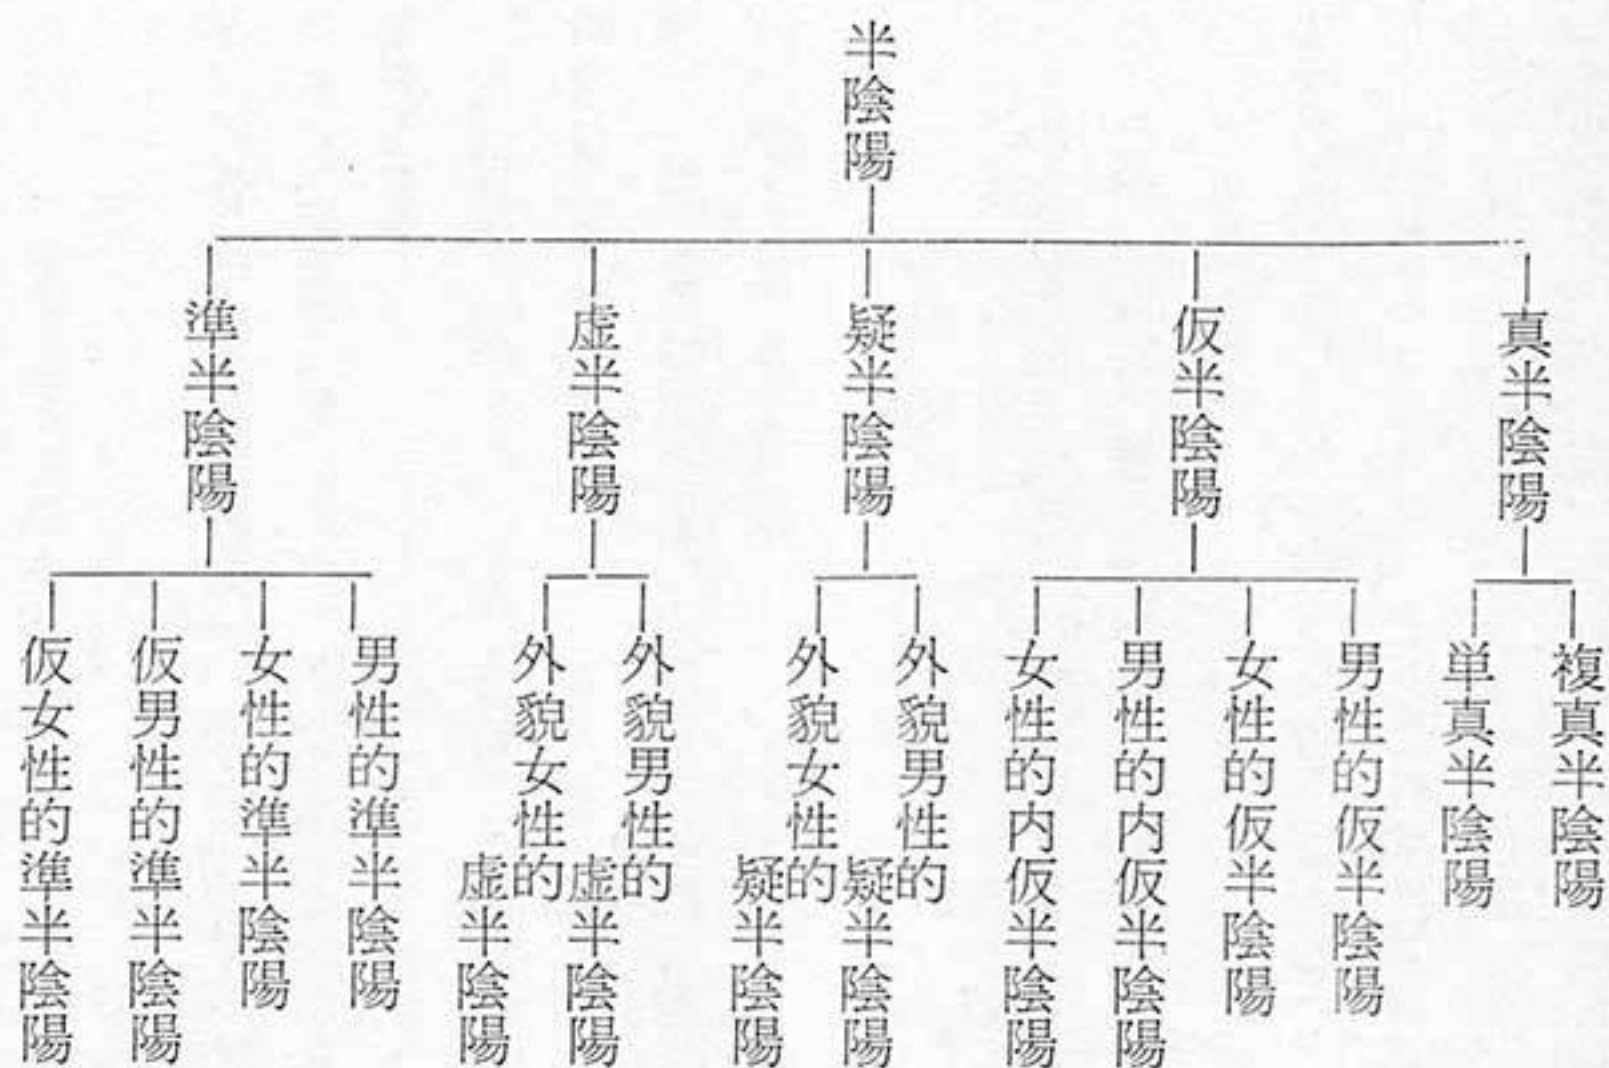 半陰陽
真半陰陽
仮半陰陽
疑半陰陽
虚半陰陽
準半陰陽
複真半陰陽
単真半陰陽
男性的仮半陰陽
女性的仮半陰陽
男性的内仮半陰陽
女性的内仮半陰陽
外貌男性的
疑半陰陽
外貌女性的
疑半陰陽
外貌男性的
虚半陰陽
外貌女性的
虚半陰陽
男性的準半陰陽
女性的準半陰陽
仮男性的準半陰陽
仮女性的準半陰陽